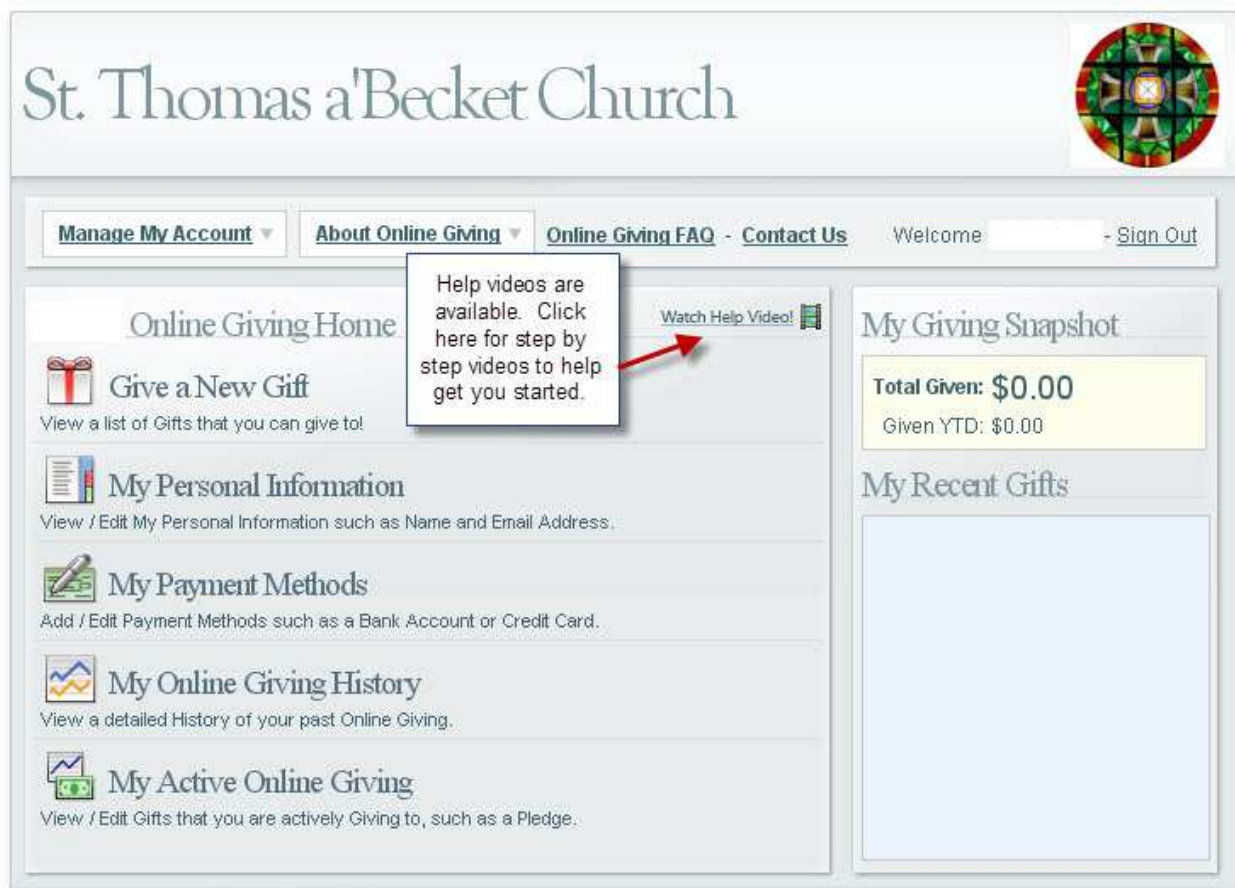 St. Thomas a'Becket Church
Manage My Account
About Online Giving
Online Giving FAQ - Contact Us
Welcome - Sign Out
Online Giving Home
Watch Help Video!
Help videos are
available. Click
here for step by
step videos to help
get you started.
Give a New Gift
View a list of Gifts that you can give to!
My Personal Information
View / Edit My Personal Information such as Name and Email Address.
My Payment Methods
Add / Edit Payment Methods such as a Bank Account or Credit Card.
My Online Giving History
View a detailed History of your past Online Giving.
My Active Online Giving
View / Edit Gifts that you are actively Giving to, such as a Pledge.
My Giving Snapshot
Total Given: $0.00
Given YTD: $0.00
My Recent Gifts